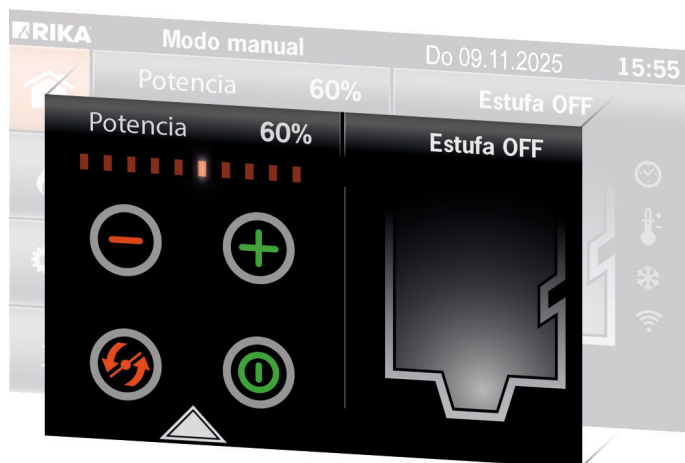 RIKA
Modo manual
Do 09.11.2025
15:55
Potencia 60%
Estufa OFF
Potencia 60%
Estufa OFF